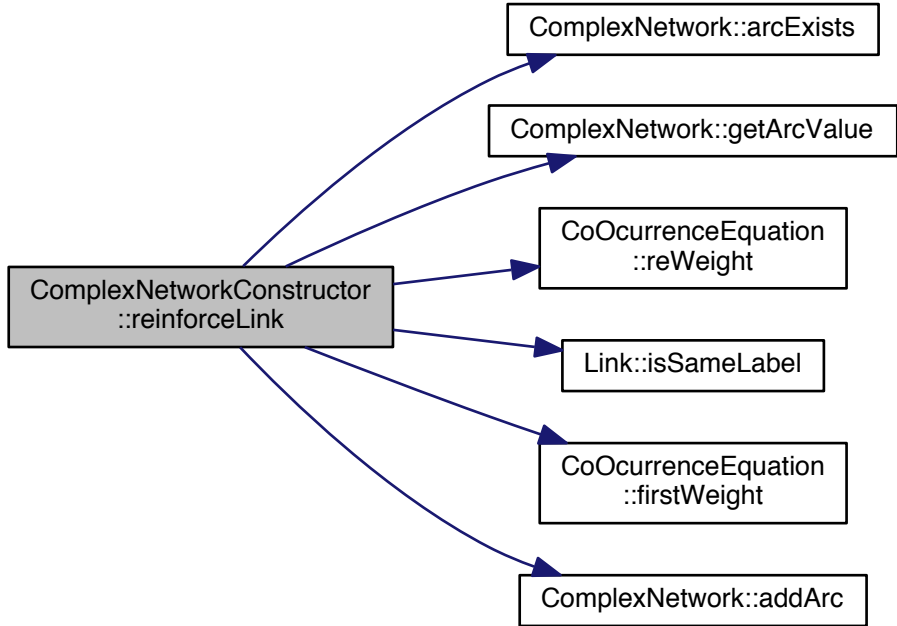 ComplexNetwork::arcExists
ComplexNetwork::getArcValue
CoOcurrenceEquation
::reWeight
ComplexNetworkConstructor
::reinforceLink
Link::isSameLabel
CoOcurrenceEquation
::firstWeight
ComplexNetwork::addArc